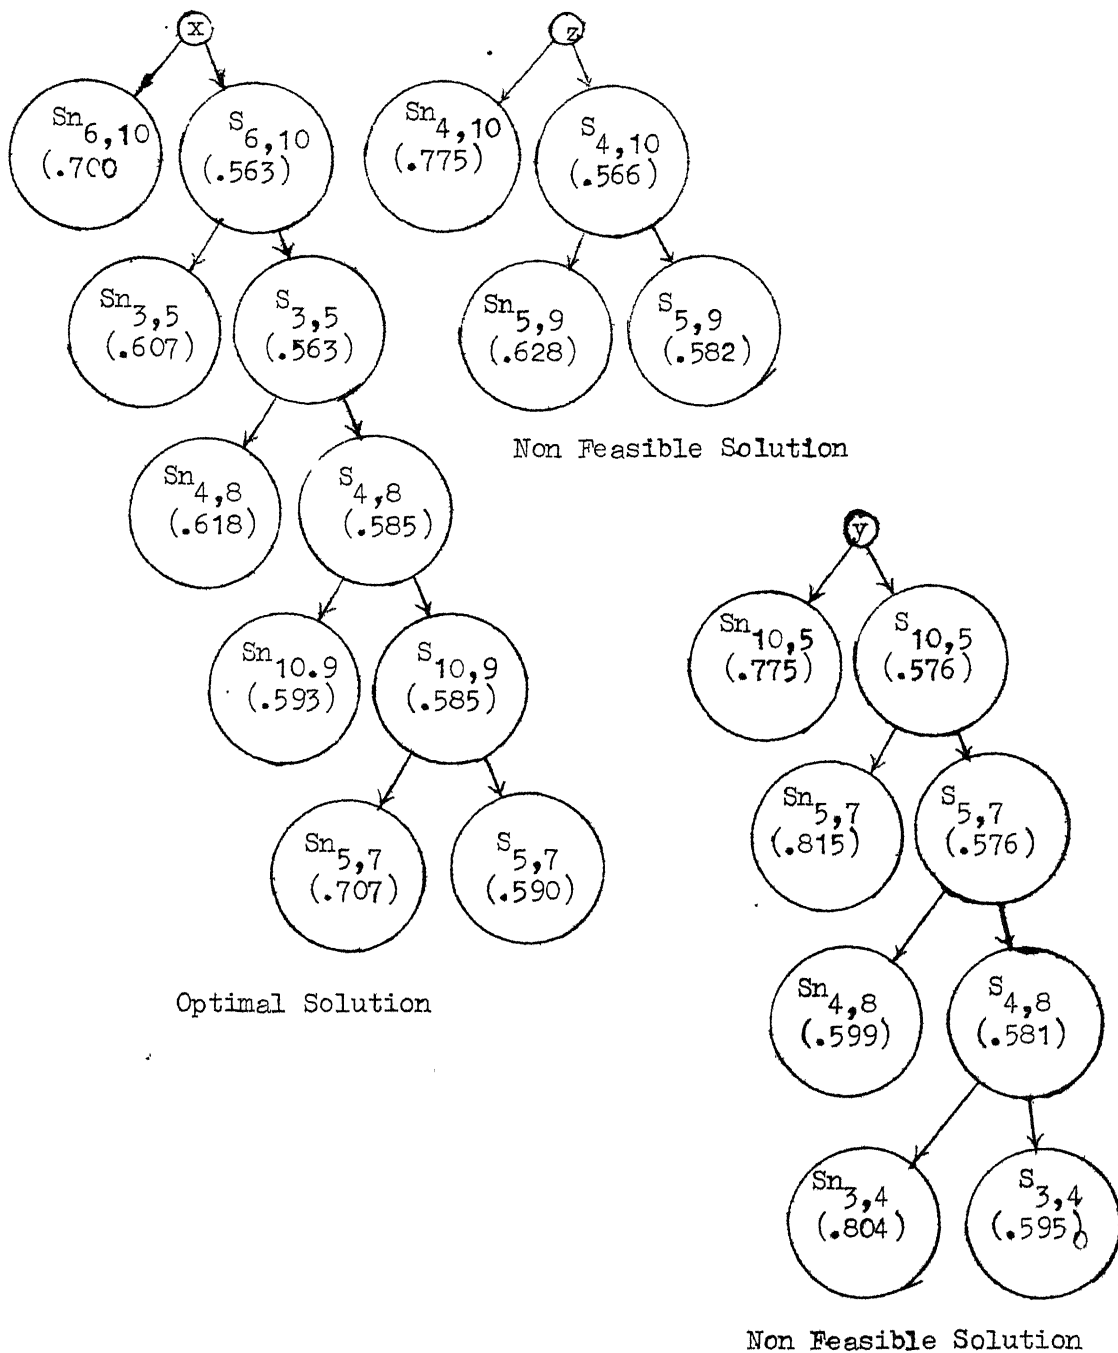 x
Sn6,10
(.700
S6,10
(.563)
Sn3,5
(.607)
S3,5
(.563)
Sn4,8
(.618)
S4,8
(.585)
Sn10.9
(.593)
S10,9
(.585)
Sn5,7
(.707)
S5,7
(.590)
Optimal Solution
z
Sn4,10
(.775)
S4,10
(.566)
Sn5,9
(.628)
S5,9
(.582)
Non Feasible Solution
y
Sn10,5
(.775)
S10,5
(.576)
Sn5,7
(.815)
S5,7
(.576)
Sn4,8
(.599)
S4,8
(.581)
Sn3,4
(.804)
S3,4
(.595)
Non Feasible Solution